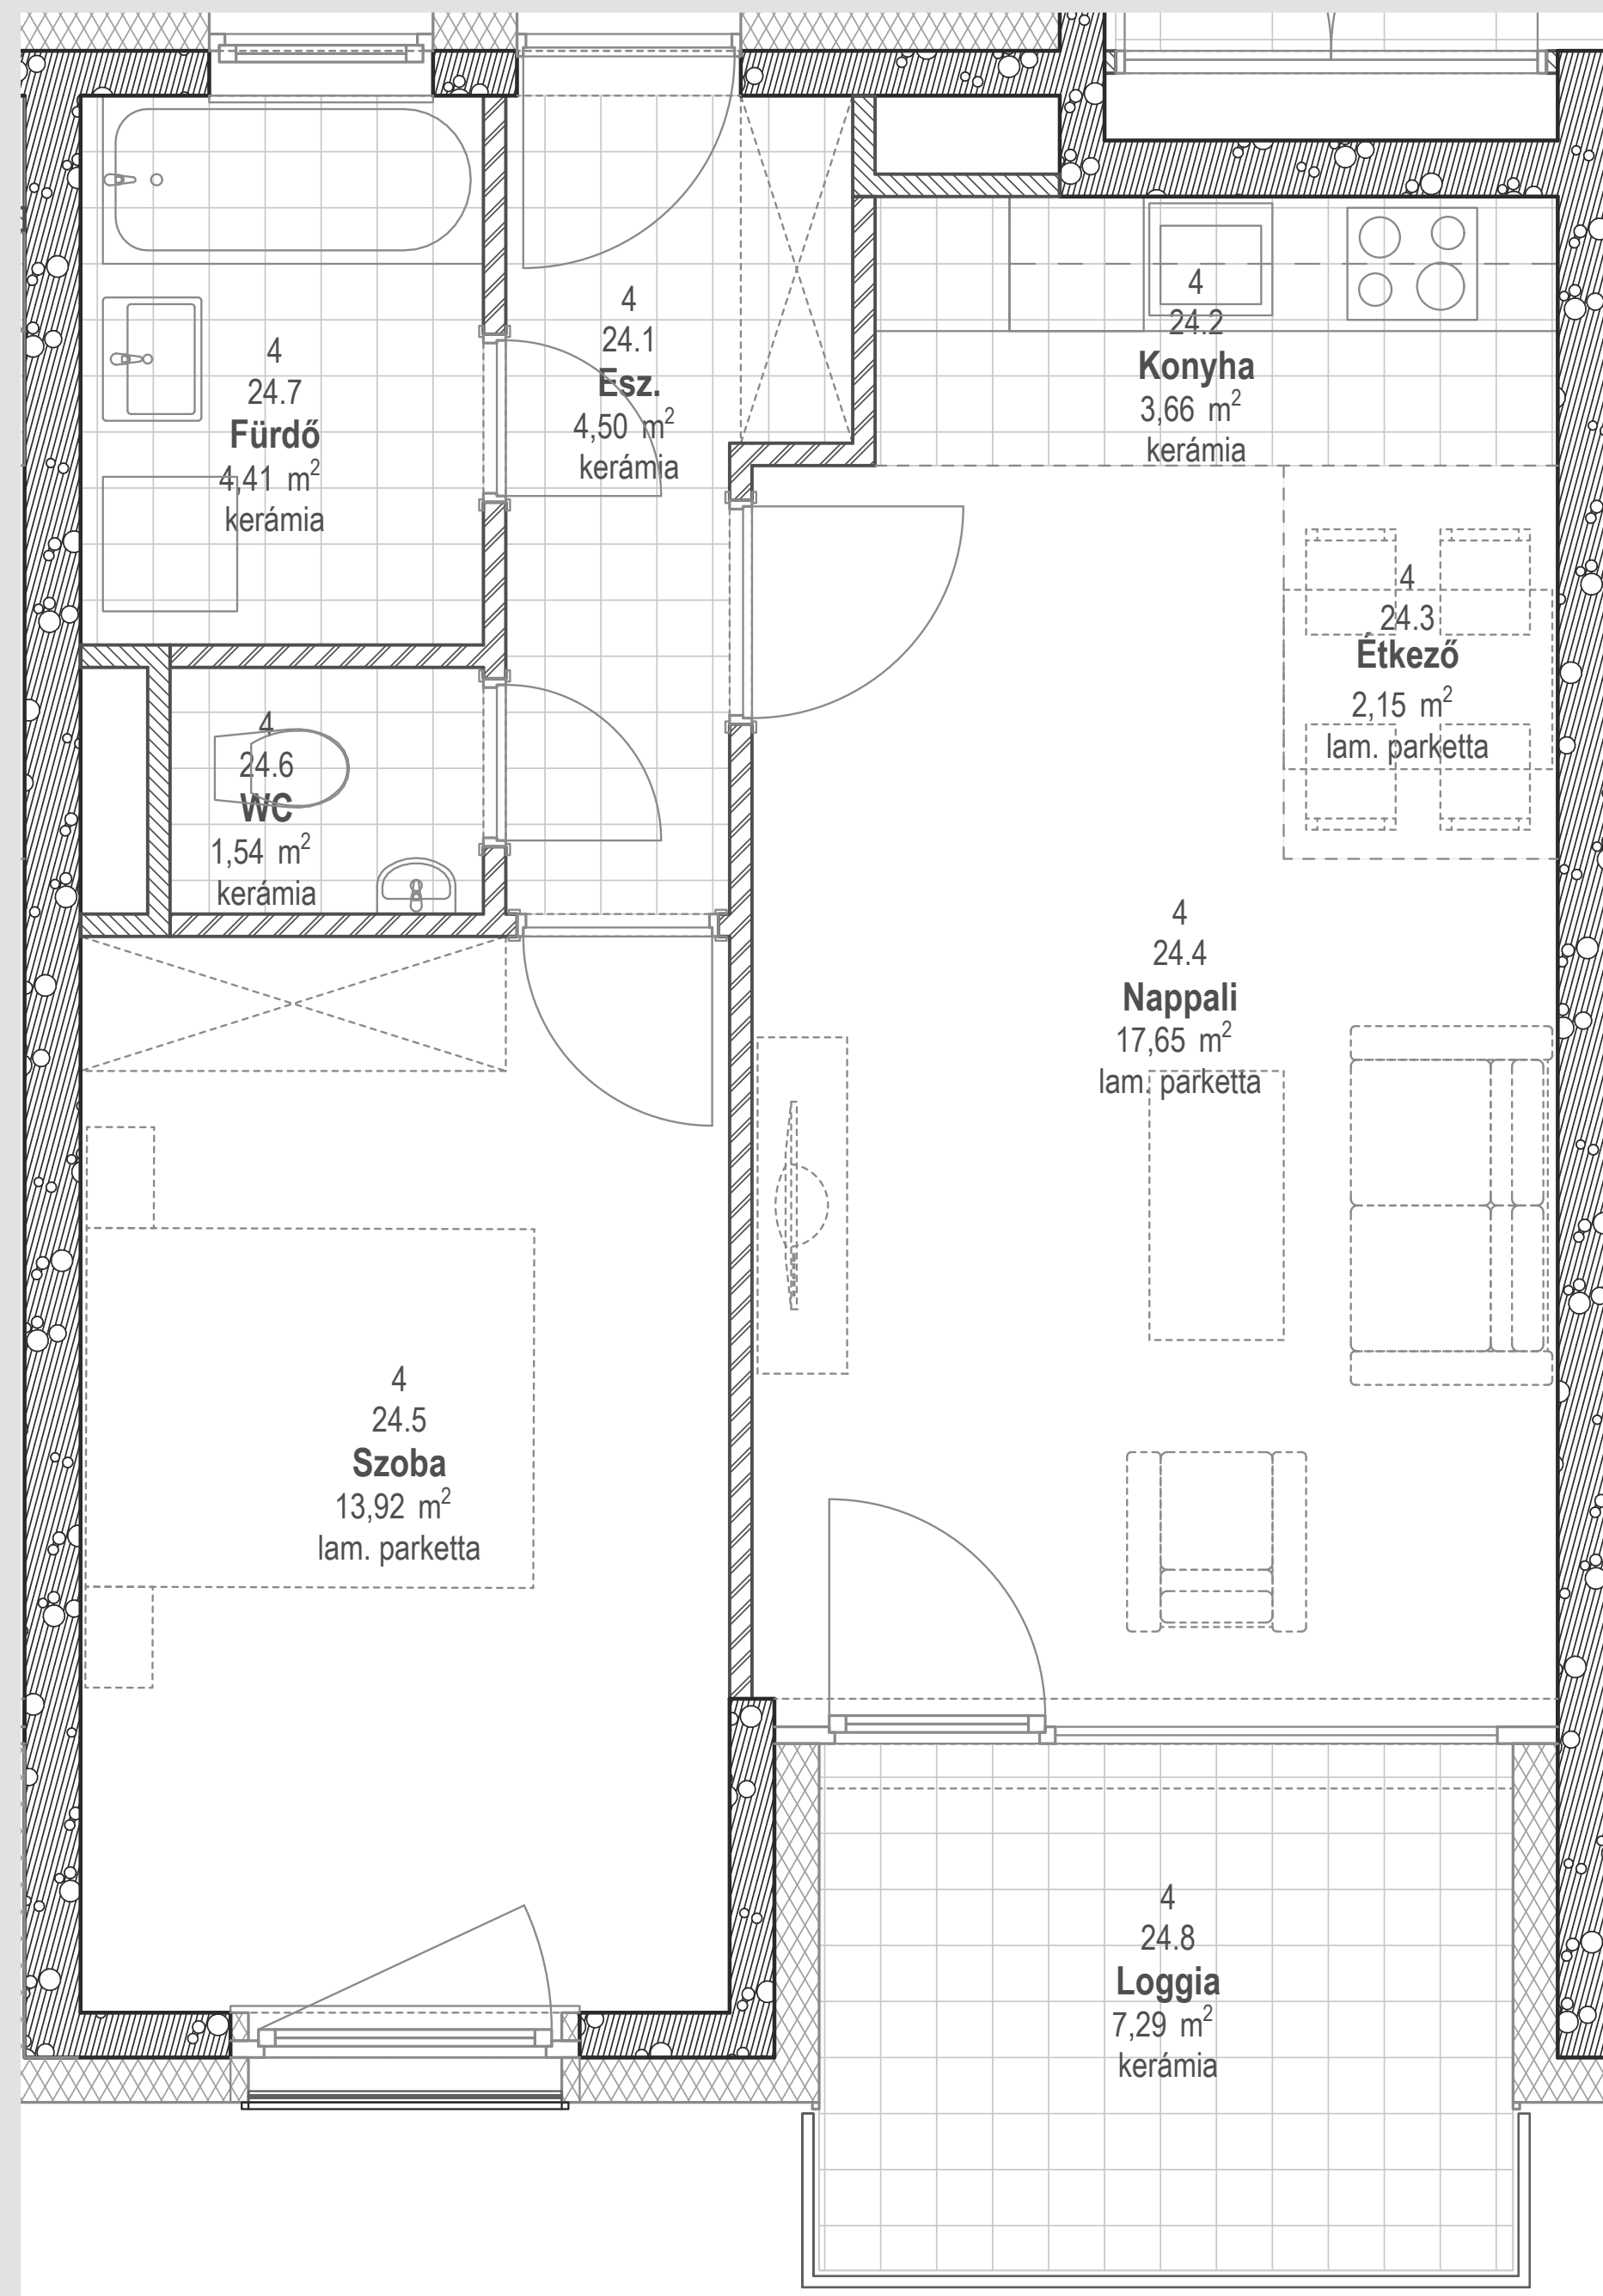 4
24.1
Esz.
4,50 m²
kerámia
4
24.2
Konyha
3,66 m²
kerámia
4
24.7
Fürdő
4,41 m²
kerámia
4
24.3
Étkező
2,15 m²
lam. parketta
4
24.6
WC
1,54 m²
kerámia
4
24.4
Nappali
17,65 m²
lam. parketta
4
24.5
Szoba
13,92 m²
lam. parketta
4
24.8
Loggia
7,29 m²
kerámia